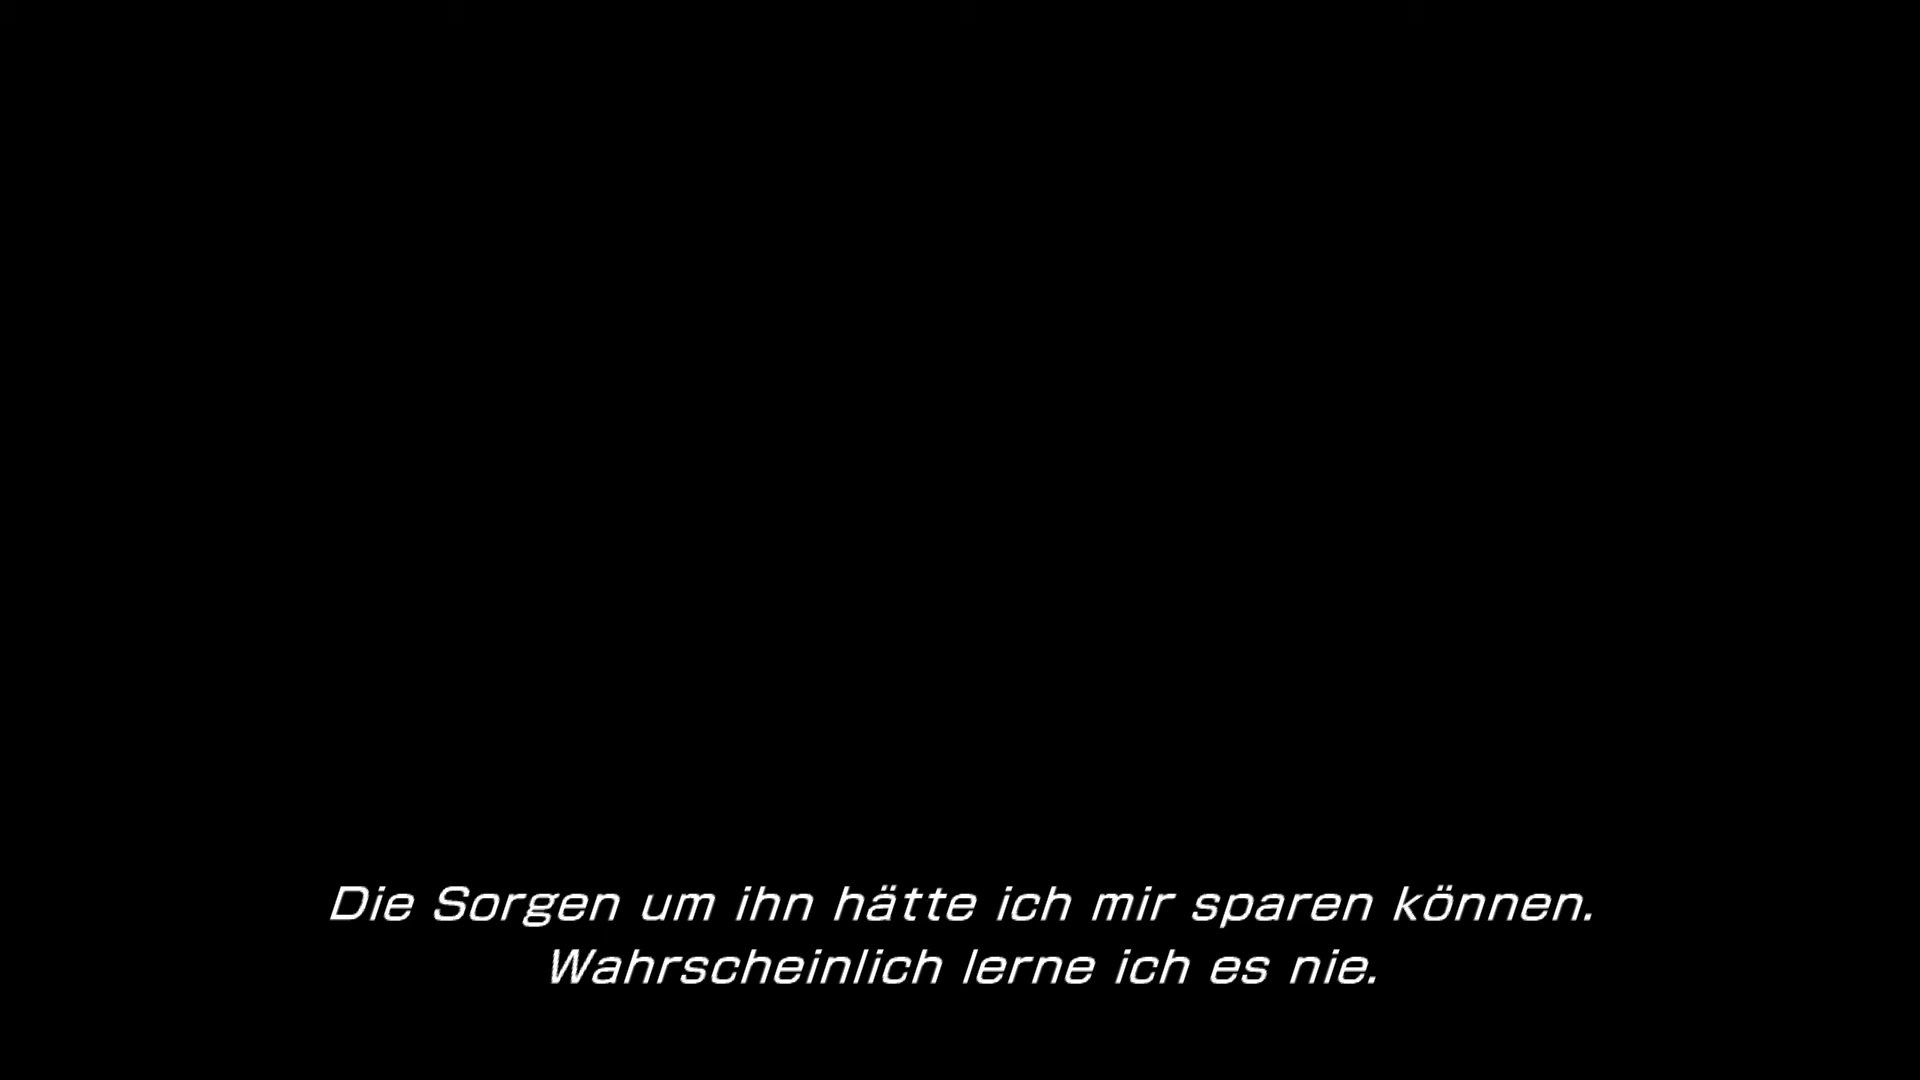 Die Sorgen um ihn hätte ich mir sparen können.
Wahrscheinlich lerne ich es nie.